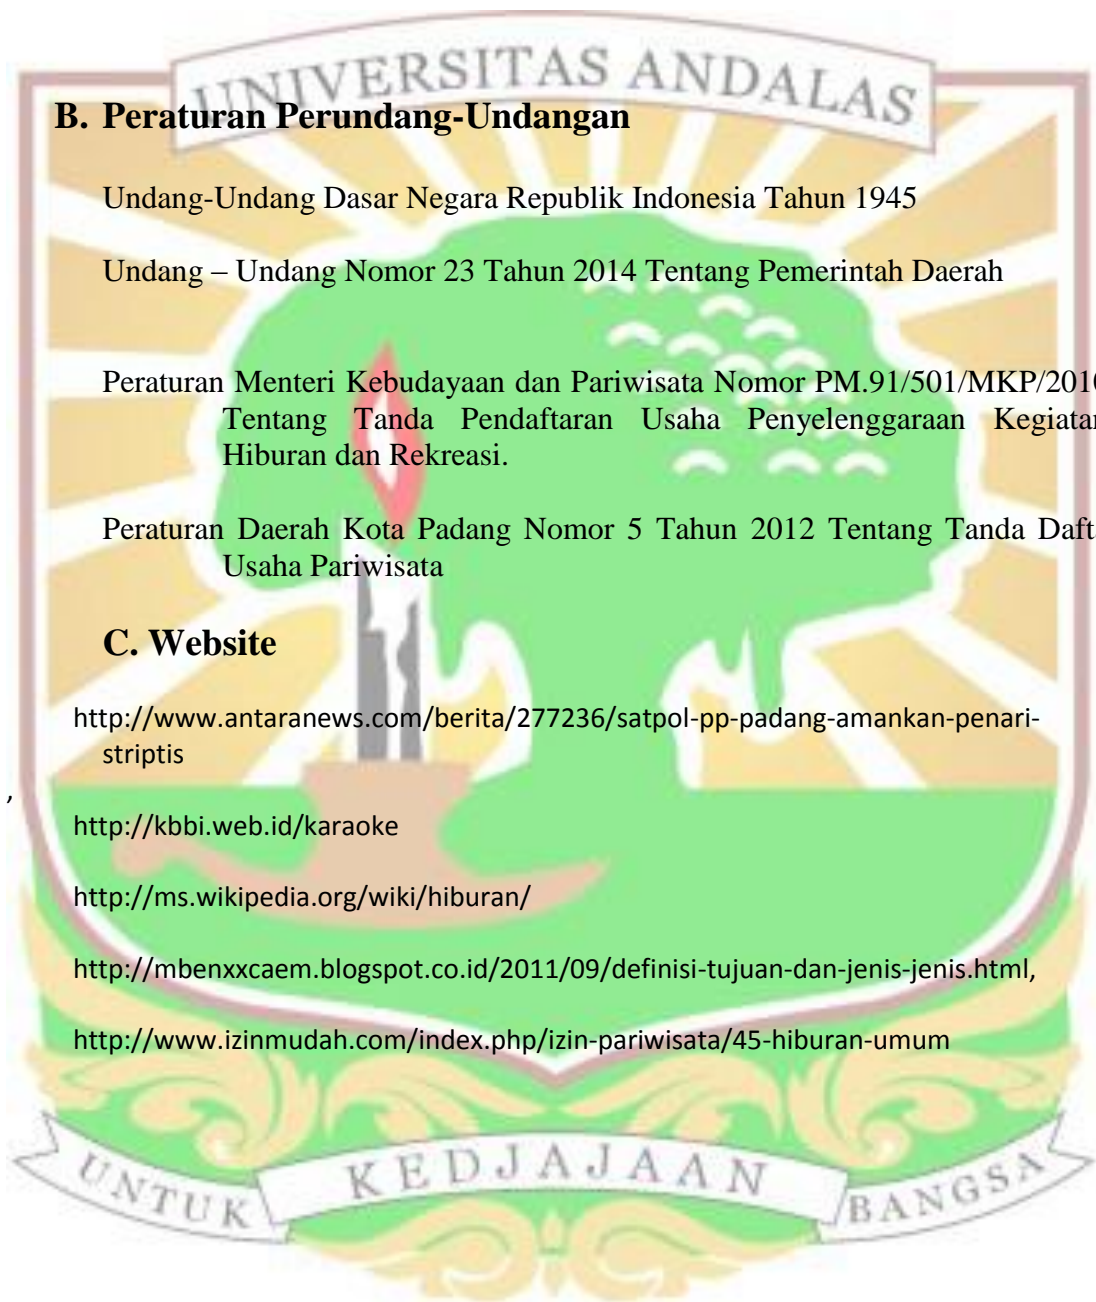 UNIVERSITAS ANDALAS
B. Peraturan Perundang-Undangan
Undang-Undang Dasar Negara Republik Indonesia Tahun 1945
Undang – Undang Nomor 23 Tahun 2014 Tentang Pemerintah Daerah
Peraturan Menteri Kebudayaan dan Pariwisata Nomor PM.91/501/MKP/2010
Tentang Tanda Pendaftaran Usaha Penyelenggaraan Kegiatan
Hiburan dan Rekreasi.
Peraturan Daerah Kota Padang Nomor 5 Tahun 2012 Tentang Tanda Dafta
Usaha Pariwisata
C. Website
http://www.antaranews.com/berita/277236/satpol-pp-padang-amankan-penari-
striptis
,
http://kbbi.web.id/karaoke
http://ms.wikipedia.org/wiki/hiburan/
http://mbenxxcaem.blogspot.co.id/2011/09/definisi-tujuan-dan-jenis-jenis.html,
http://www.izinmudah.com/index.php/izin-pariwisata/45-hiburan-umum
UNTUK KEDJAJAAN BANGSA